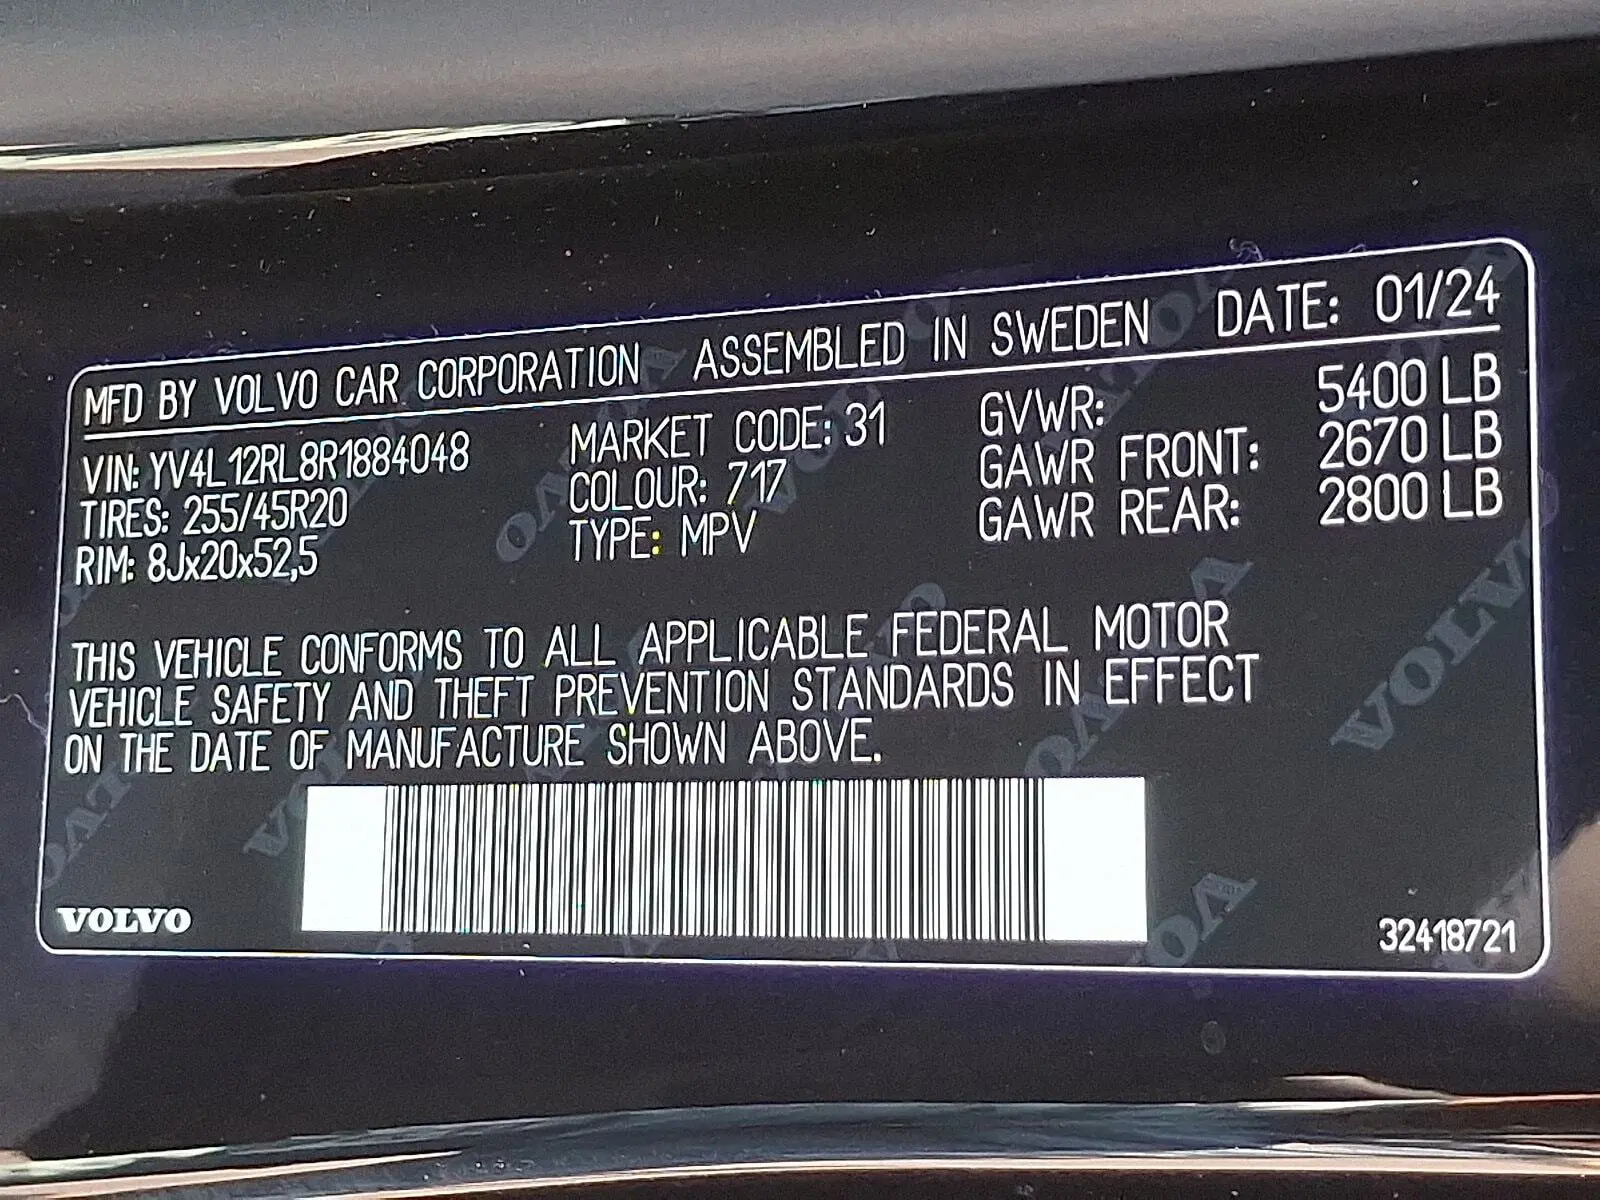 MFD BY VOLVO CAR CORPORATION ASSEMBLED IN SWEDEN DATE: 01/24
VIN: YV4L12RL8R1884048 MARKET CODE: 31 GVWR: 5400 LB
TIRES: 255/45R20 COLOUR: 717 GAWR FRONT: 2670 LB
RIM: 8Jx20x52,5 TYPE: MPV GAWR REAR: 2800 LB
THIS VEHICLE CONFORMS TO ALL APPLICABLE FEDERAL MOTOR
VEHICLE SAFETY AND THEFT PREVENTION STANDARDS IN EFFECT
ON THE DATE OF MANUFACTURE SHOWN ABOVE.
VOLVO 32418721